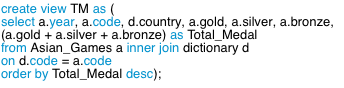 create view TM as (
select a.year, a.code, d.country, a.gold, a.silver, a.bronze,
(a.gold + a.silver + a.bronze) as Total_Medal
from Asian_Games a inner join dictionary d
on d.code = a.code
order by Total_Medal desc);